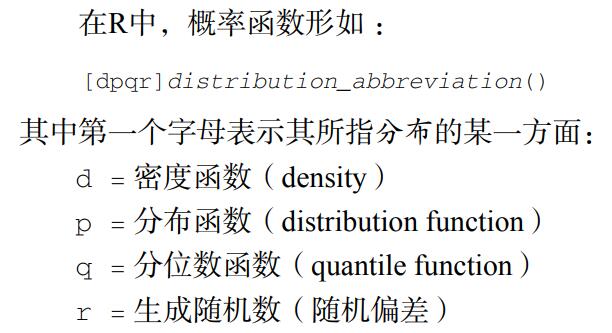 在R中，概率函数形如：
[dpqr]distribution_abbreviation()
其中第一个字母表示其所指分布的某一方面：
d = 密度函数（density）
p = 分布函数（distribution function）
q = 分位数函数（quantile function）
r = 生成随机数（随机偏差）